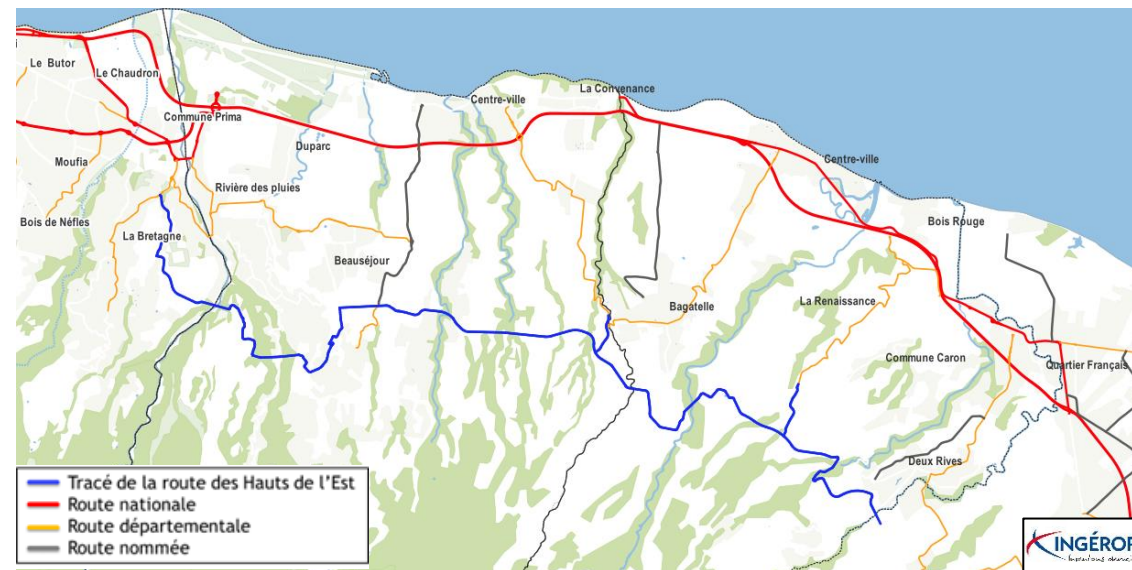 Le Butor
Le Chaudron
Commune Prima
La Convenance
Centre-ville
Moufia
Duparc
Rivière des pluies
Centre-ville
Bois de Néfles
La Bretagne
Bois Rouge
Beauséjour
Bagatelle
La Renaissance
Commune Caron
Quartier Français
Deux Rives
Tracé de la route des Hauts de l'Est
Route nationale
Route départementale
Route nommée